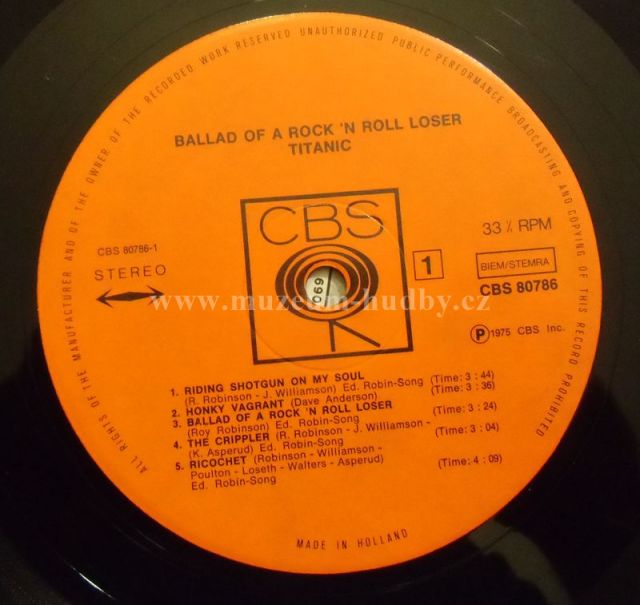 ALL RIGHTS OF THE MANUFACTURER AND OF THE OWNER OF THE RECORDED WORK RESERVED UNAUTHORIZED PUBLIC PERFORMANCE BROADCASTING AND COPYING OF THIS RECORD PROHIBITED
BALLAD OF A ROCK 'N ROLL LOSER
TITANIC
CBS
CBS 80786-1
STEREO
33 ⅓ RPM
1
BIEM/STEMRA
CBS 80786
069
www.muzeum-hudby.cz
R
Ⓟ 1975 CBS Inc.
1. RIDING SHOTGUN ON MY SOUL
(R. Robinson - J. Williamson) Ed. Robin-Song (Time: 3 : 44)
2. HONKY VAGRANT (Dave Anderson) (Time: 3 : 36)
3. BALLAD OF A ROCK 'N ROLL LOSER
(Roy Robinson) Ed. Robin-Song (Time: 3 : 24)
4. THE CRIPPLER (R. Robinson - J. Williamson -
(K. Asperud) Ed. Robin-Song (Time: 3 : 04)
5. RICOCHET (Robinson - Williamson -
Poulton - Loseth - Walters - Asperud) (Time: 4 : 09)
Ed. Robin-Song
MADE IN HOLLAND